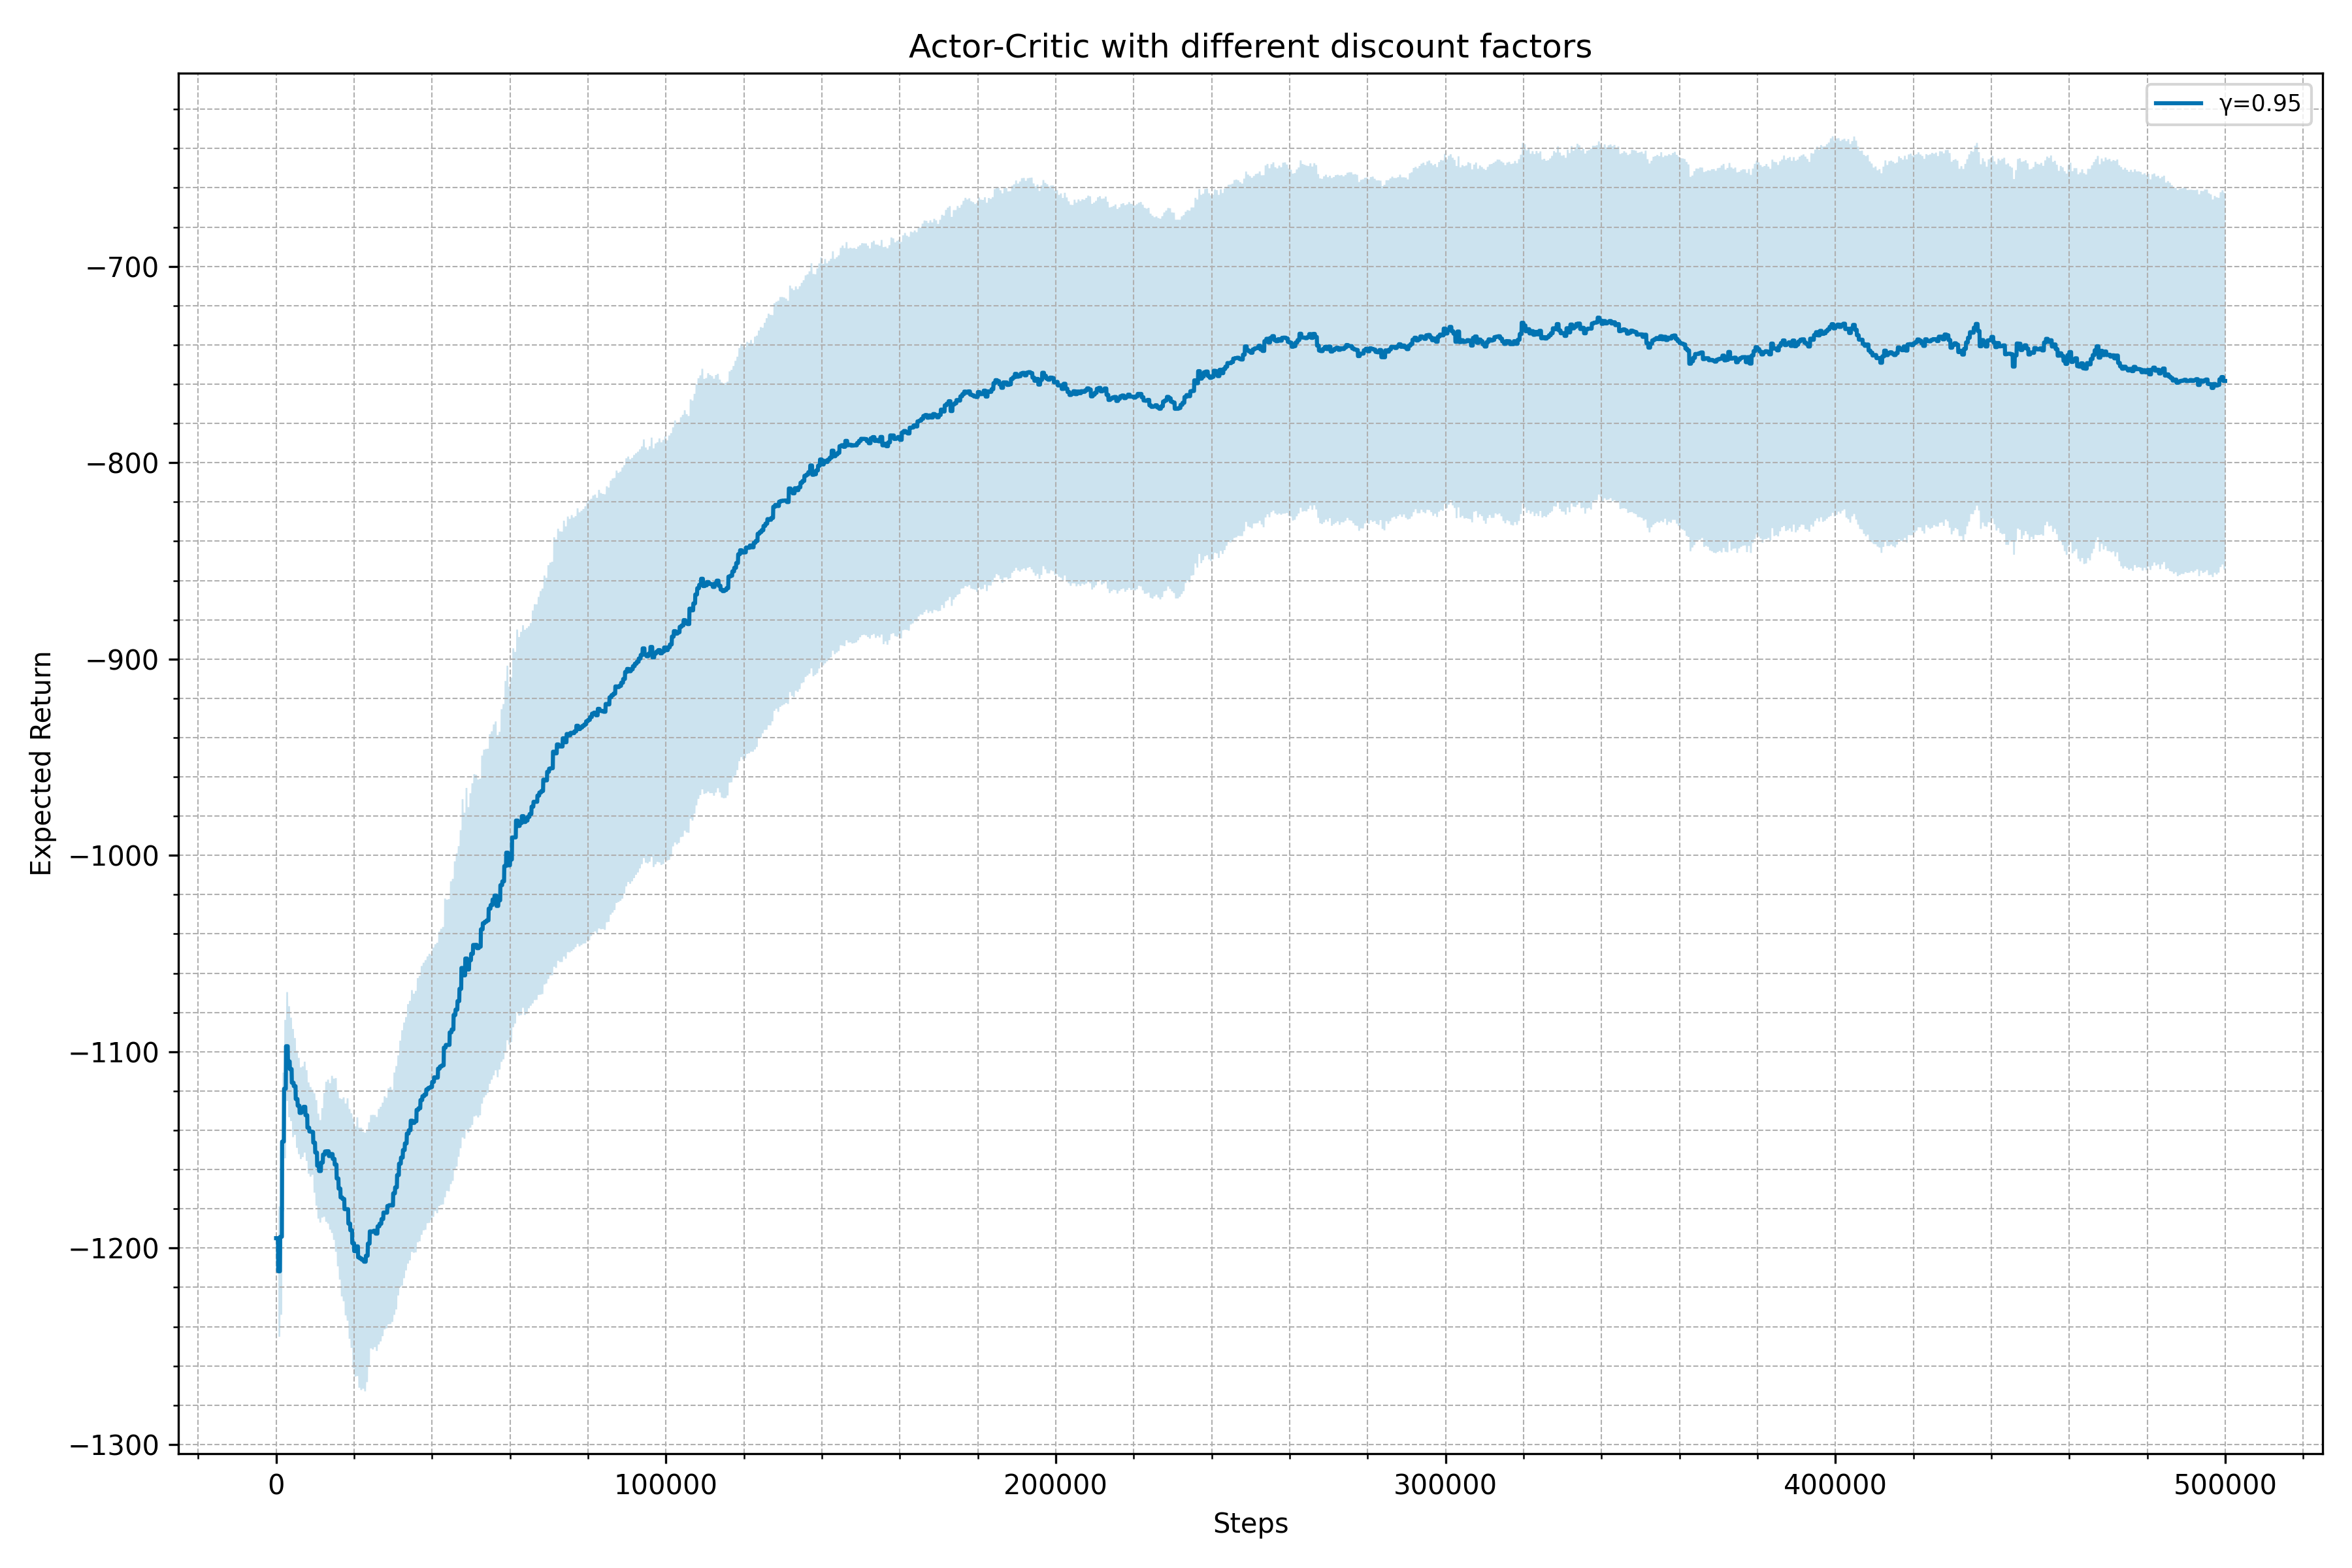 Actor-Critic with different discount factors
γ=0.95
Expected Return
−700
−800
−900
−1000
−1100
−1200
−1300
0 100000 200000 300000 400000 500000
Steps